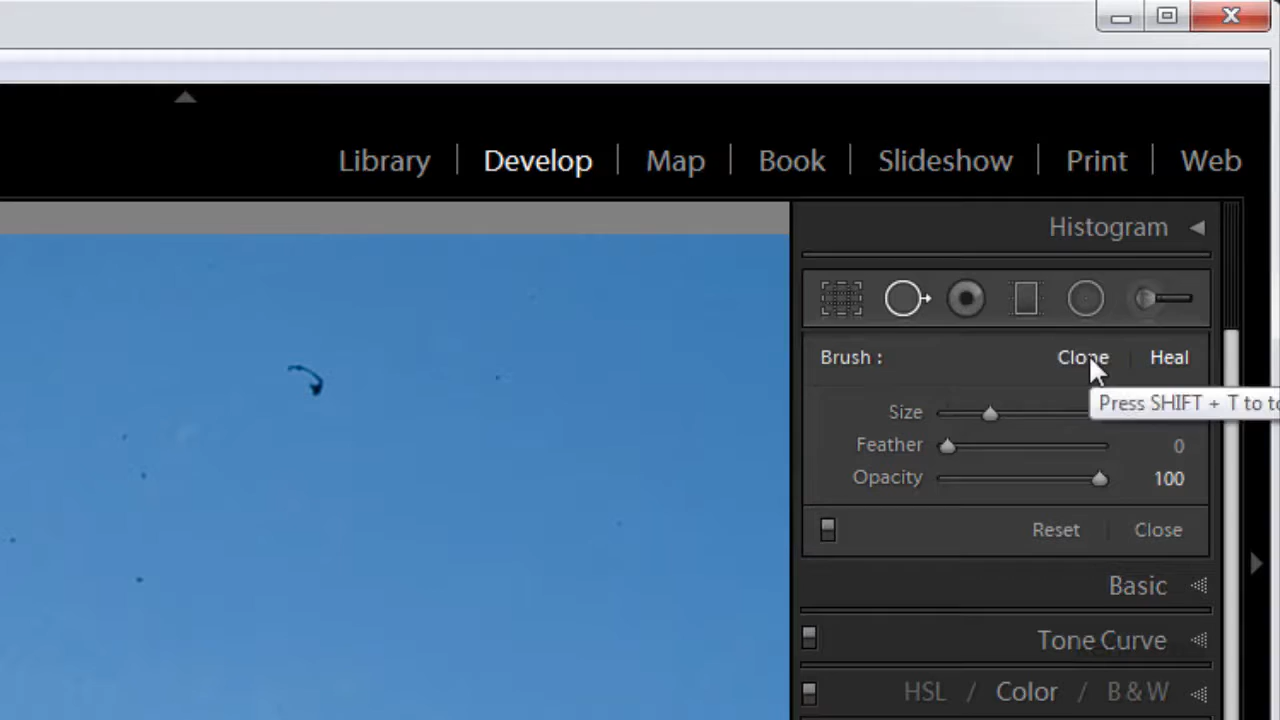 Library | Develop | Map | Book | Slideshow | Print | Web
Histogram
Brush : Clone | Heal
Press SHIFT + T to
Size
Feather 0
Opacity 100
Reset | Close
Basic
Tone Curve
HSL / Color / B & W